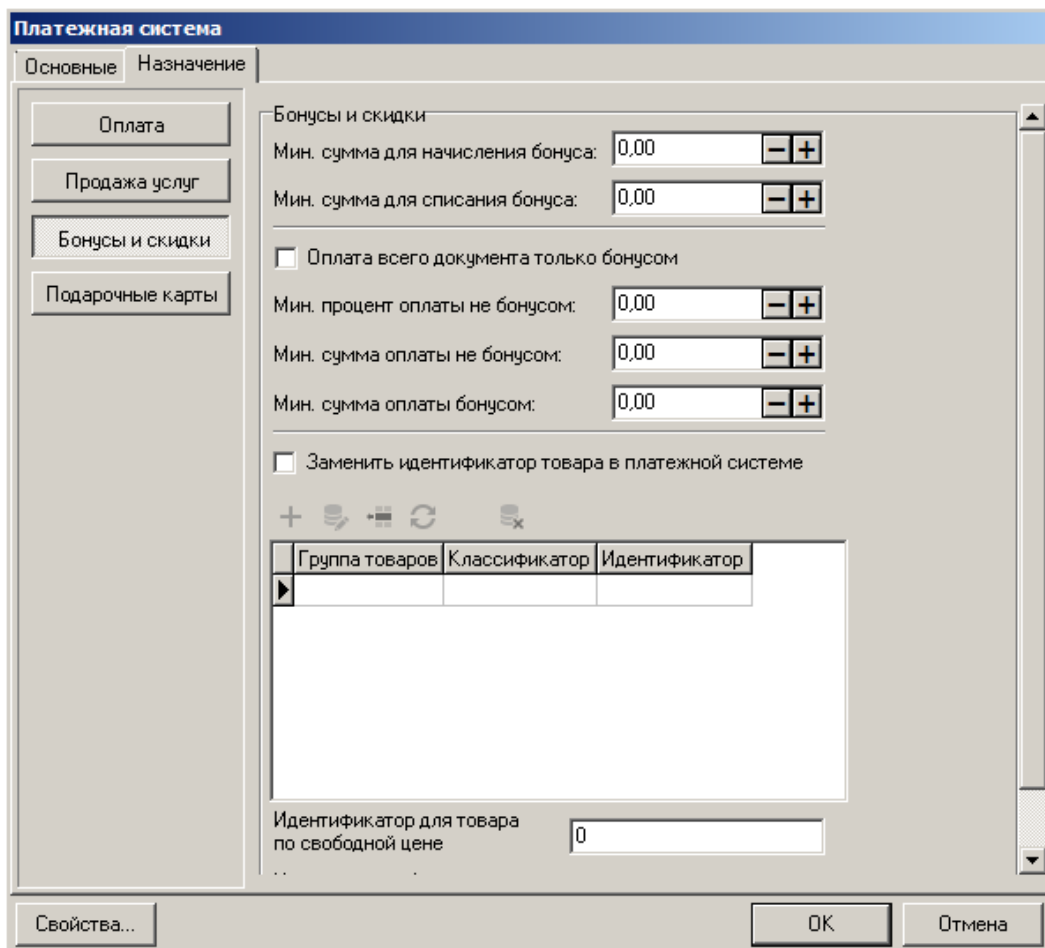 Платежная система
Основные Назначение
Оплата
Продажа услуг
Бонусы и скидки
Подарочные карты
Бонусы и скидки
Мин. сумма для начисления бонуса: 0,00
Мин. сумма для списания бонуса: 0,00
Оплата всего документа только бонусом
Мин. процент оплаты не бонусом: 0,00
Мин. сумма оплаты не бонусом: 0,00
Мин. сумма оплаты бонусом: 0,00
Заменить идентификатор товара в платежной системе
Группа товаров Классификатор Идентификатор
Идентификатор для товара
по свободной цене 0
Свойства... OK Отмена